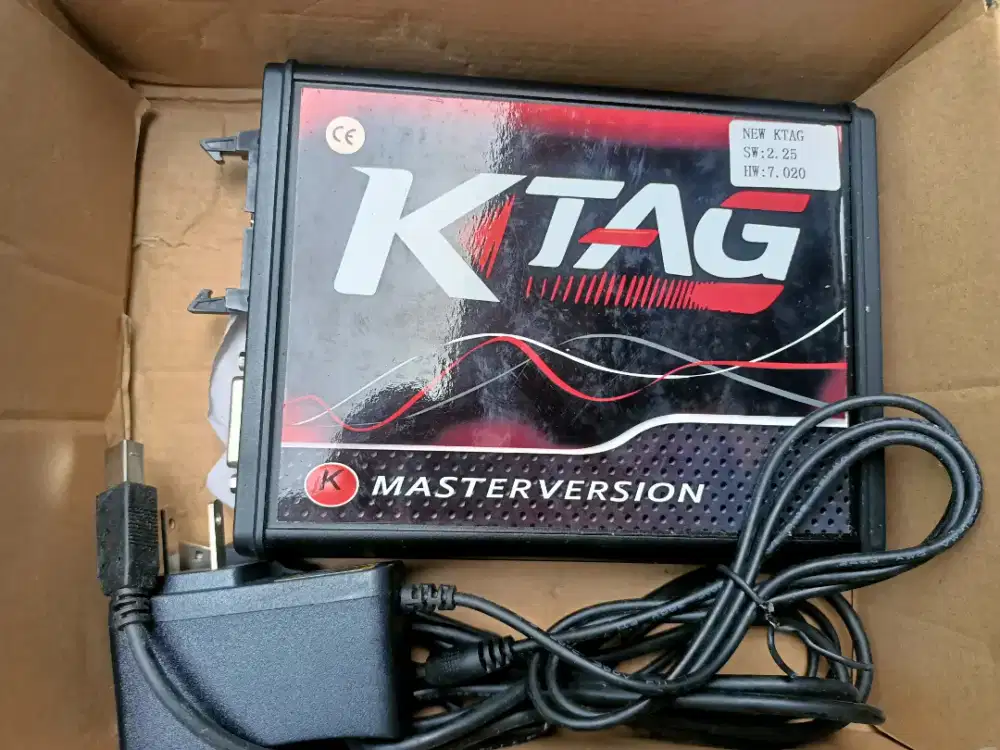 CE
NEW KTAG
SW:2.25
HW:7.020
KTAG
K MASTERVERSION